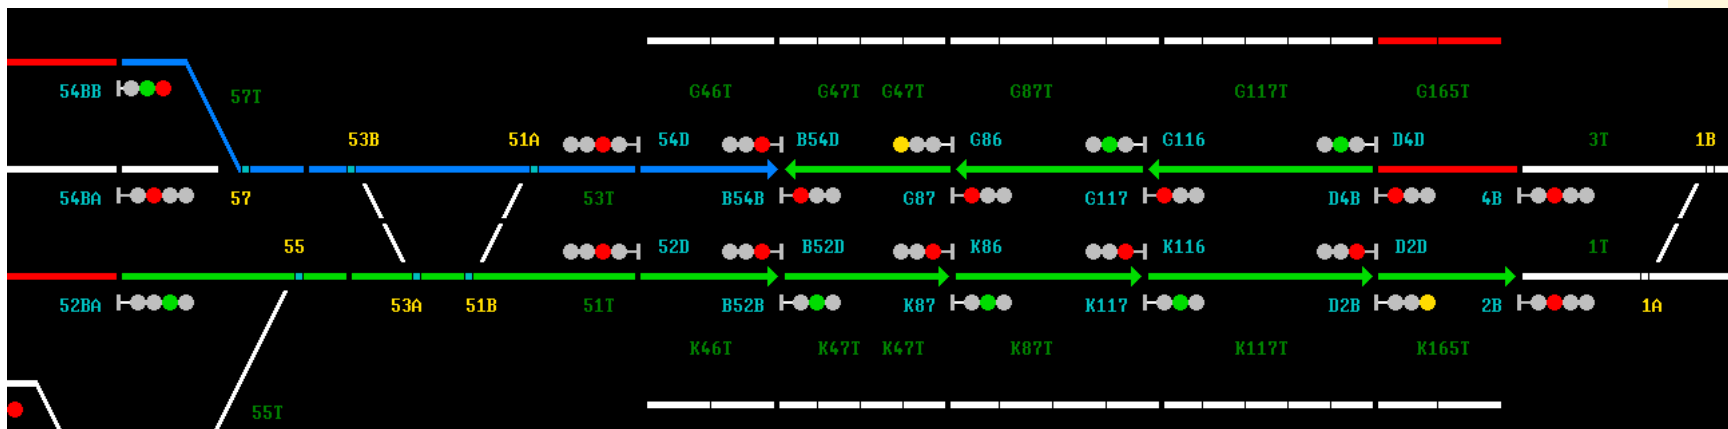 54BB 57T G46T G47T G47T G87T G117T G165T
53B 51A 54D B54D G86 G116 D4D 3T 1B
54BA 57 53T B54B G87 G117 D4B 4B
55 52D B52D K86 K116 D2D 1T
52BA 53A 51B 51T B52B K87 K117 D2B 2B 1A
K46T K47T K47T K87T K117T K165T
55T